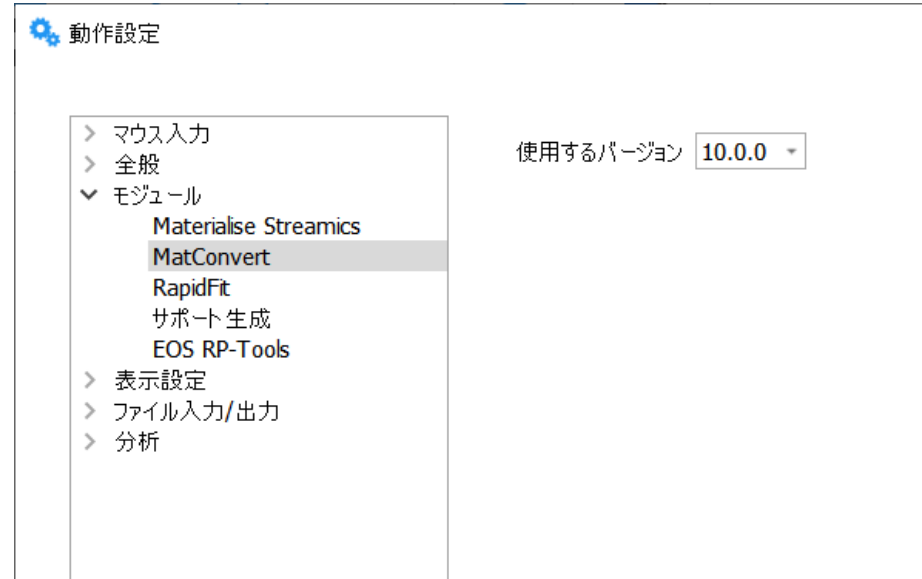 動作設定
マウス入力
全般
モジュール
Materialise Streamics
MatConvert
RapidFit
サポート生成
EOS RP-Tools
表示設定
ファイル入力/出力
分析
使用するバージョン 10.0.0